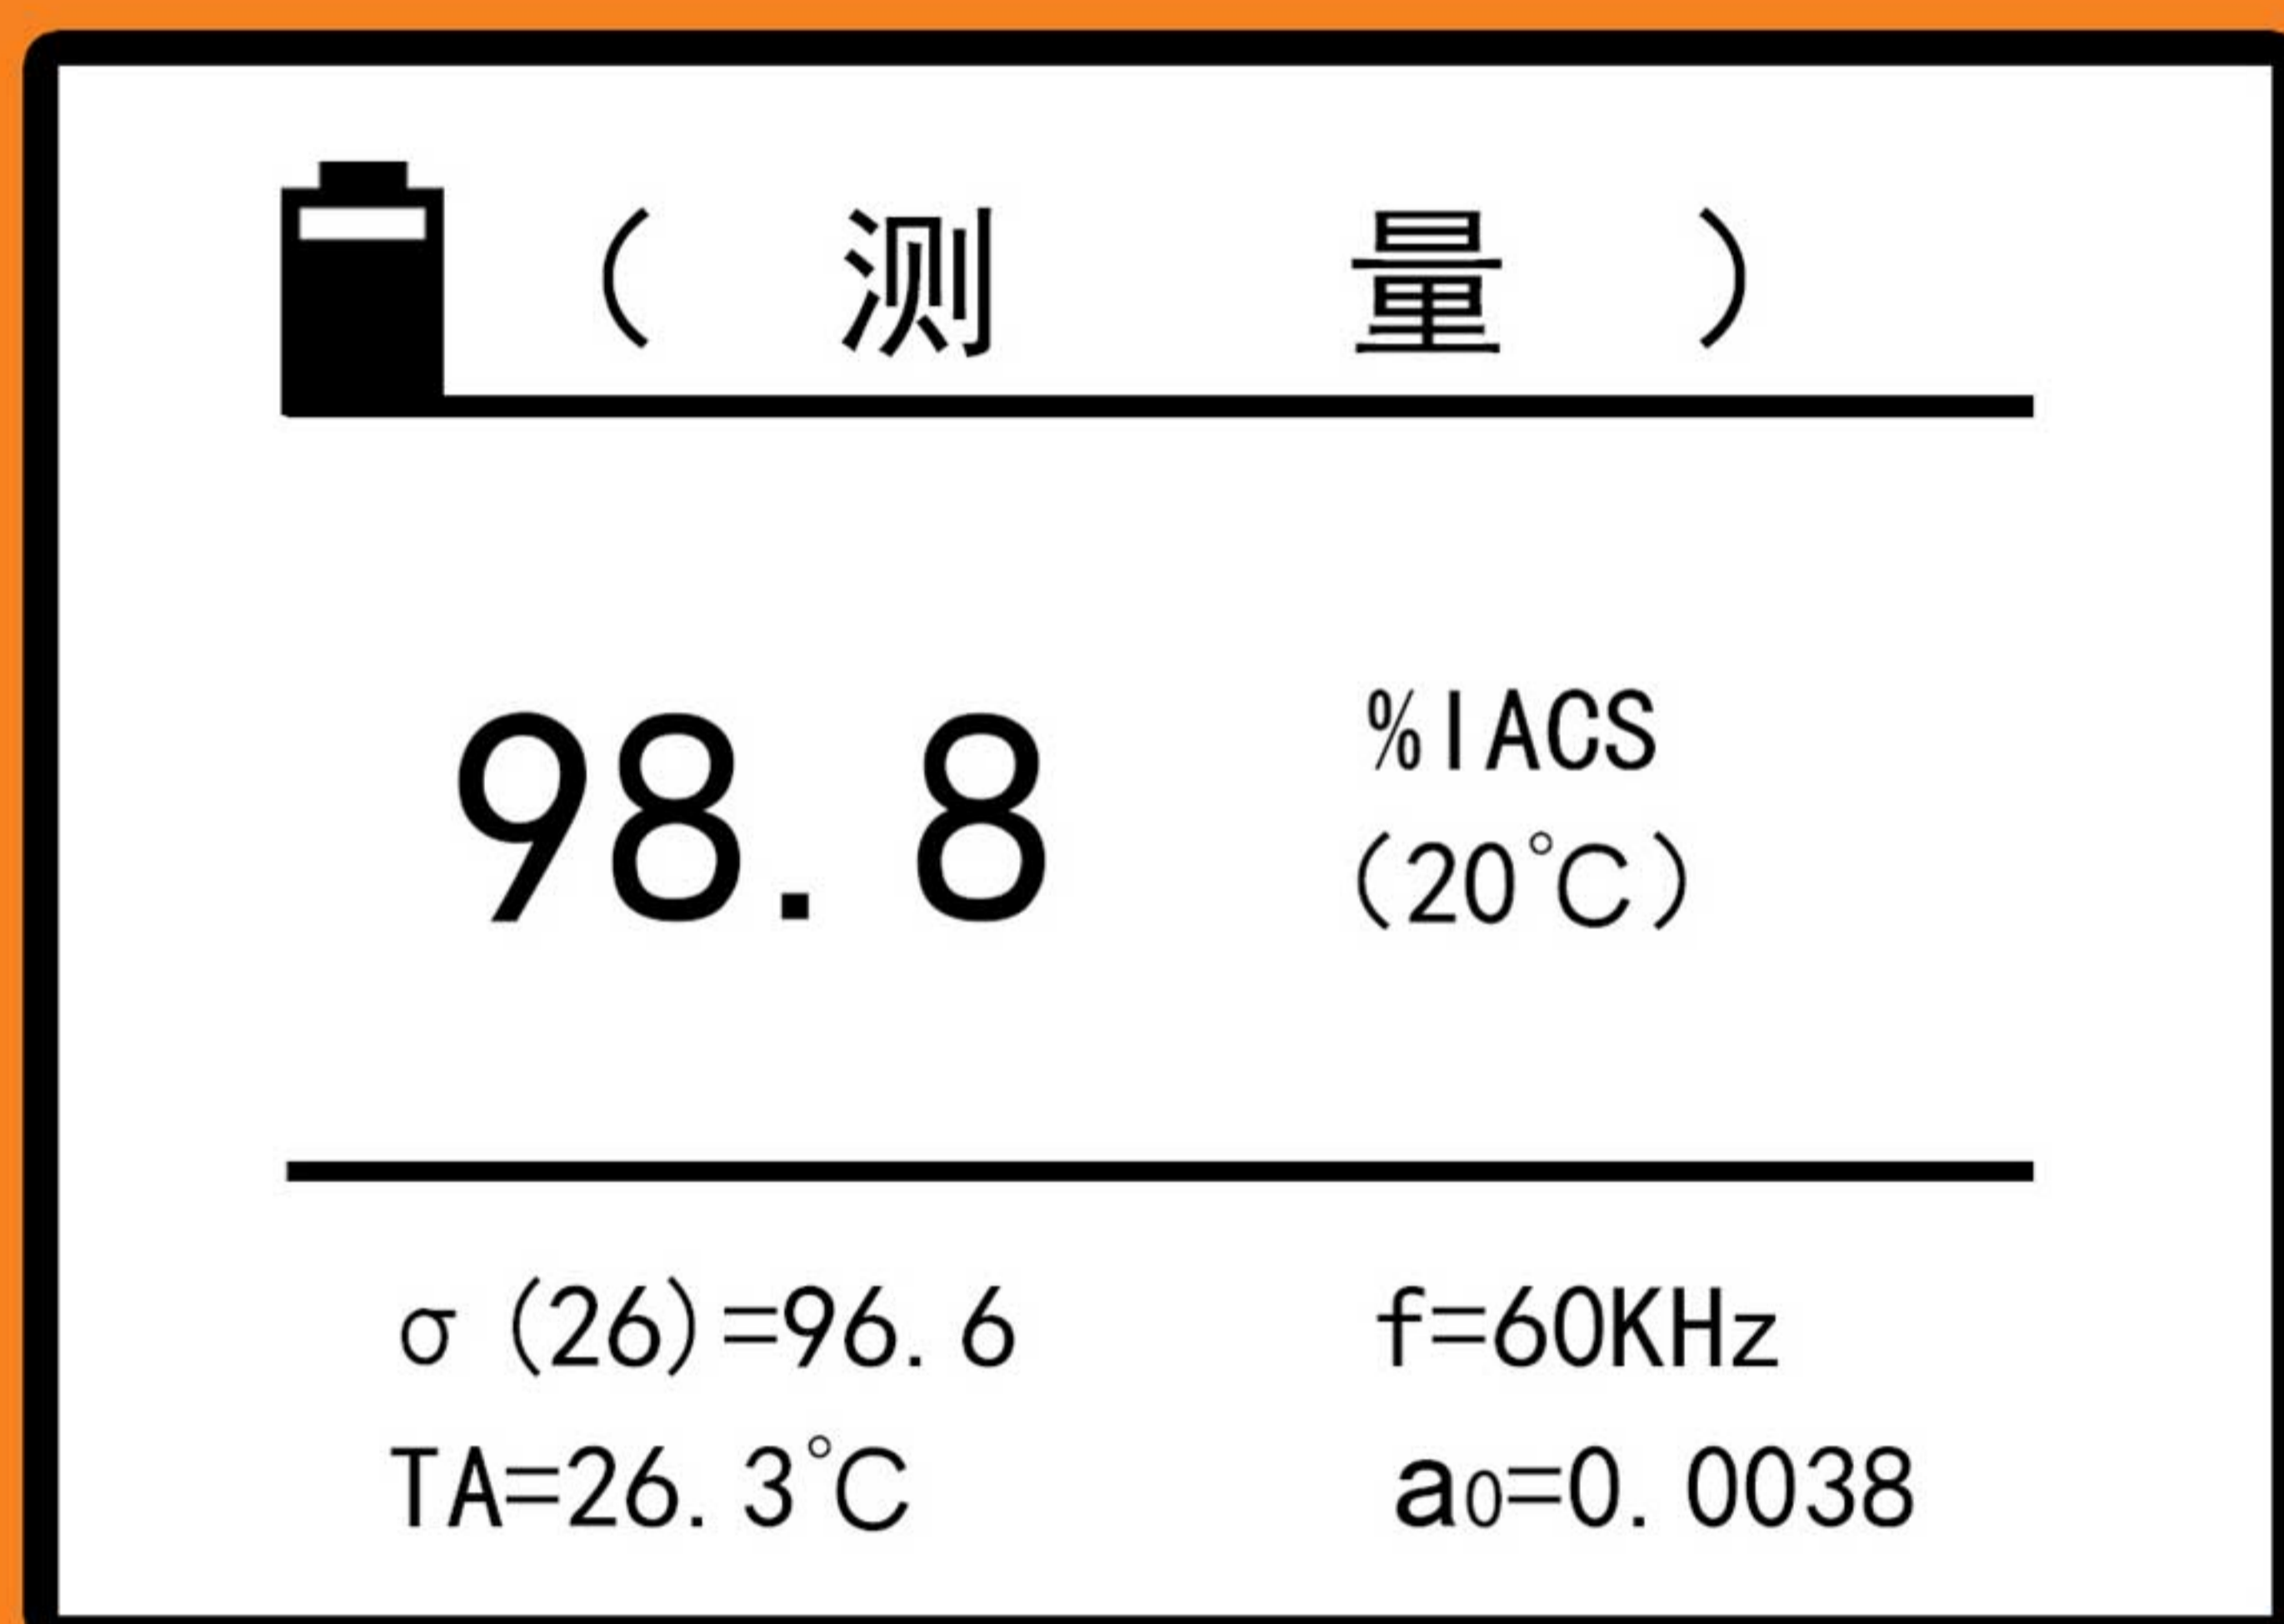 （ 测 量 ）
98.8 %IACS
(20℃)
σ(26)=96.6 f=60KHz
TA=26.3℃ a₀=0.0038